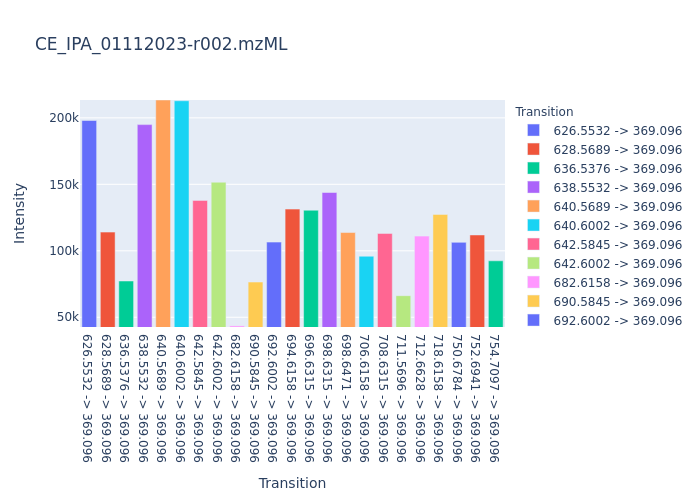 CE_IPA_01112023-r002.mzML
200k
150k
100k
50k
Intensity
626.5532 -> 369.096
628.5689 -> 369.096
636.5376 -> 369.096
638.5532 -> 369.096
640.5689 -> 369.096
640.6002 -> 369.096
642.5845 -> 369.096
642.6002 -> 369.096
682.6158 -> 369.096
690.5845 -> 369.096
692.6002 -> 369.096
694.6158 -> 369.096
696.6315 -> 369.096
698.6315 -> 369.096
698.6471 -> 369.096
706.6158 -> 369.096
708.6315 -> 369.096
711.5696 -> 369.096
712.6628 -> 369.096
718.6158 -> 369.096
750.6784 -> 369.096
752.6941 -> 369.096
754.7097 -> 369.096
Transition
Transition
626.5532 -> 369.096
628.5689 -> 369.096
636.5376 -> 369.096
638.5532 -> 369.096
640.5689 -> 369.096
640.6002 -> 369.096
642.5845 -> 369.096
642.6002 -> 369.096
682.6158 -> 369.096
690.5845 -> 369.096
692.6002 -> 369.096